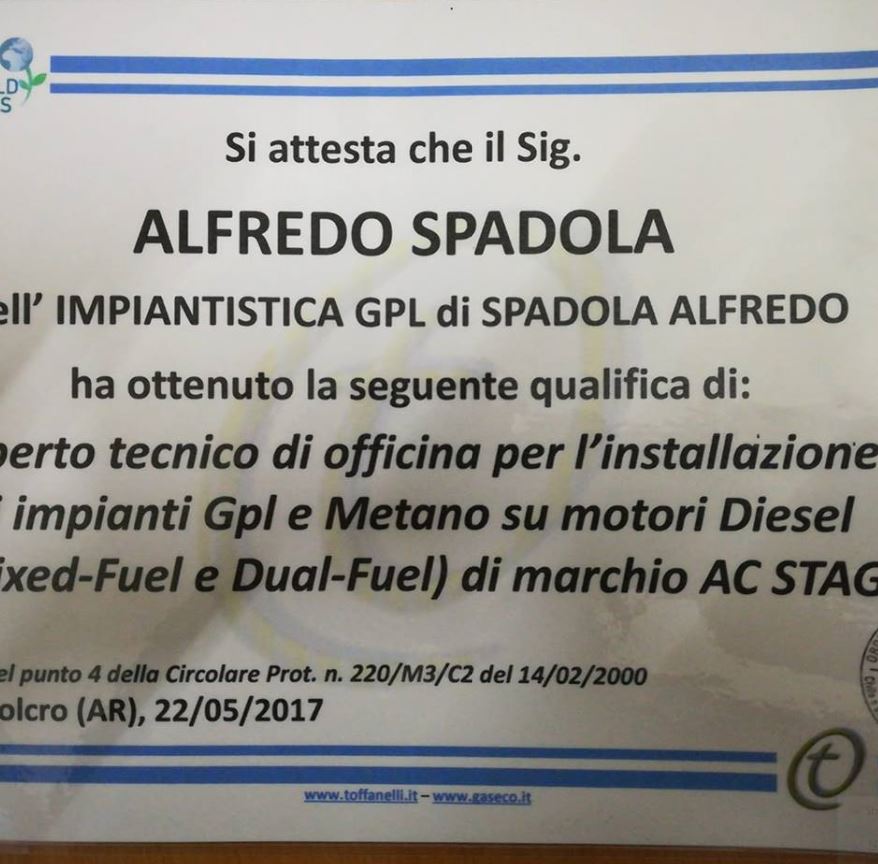 LD
S
Si attesta che il Sig.
ALFREDO SPADOLA
ell' IMPIANTISTICA GPL di SPADOLA ALFREDO
ha ottenuto la seguente qualifica di:
perto tecnico di officina per l'installazione
i impianti Gpl e Metano su motori Diesel
ixed-Fuel e Dual-Fuel) di marchio AC STAG
el punto 4 della Circolare Prot. n. 220/M3/C2 del 14/02/2000
olcro (AR), 22/05/2017
t
www.toffanelli.it – www.gaseco.it